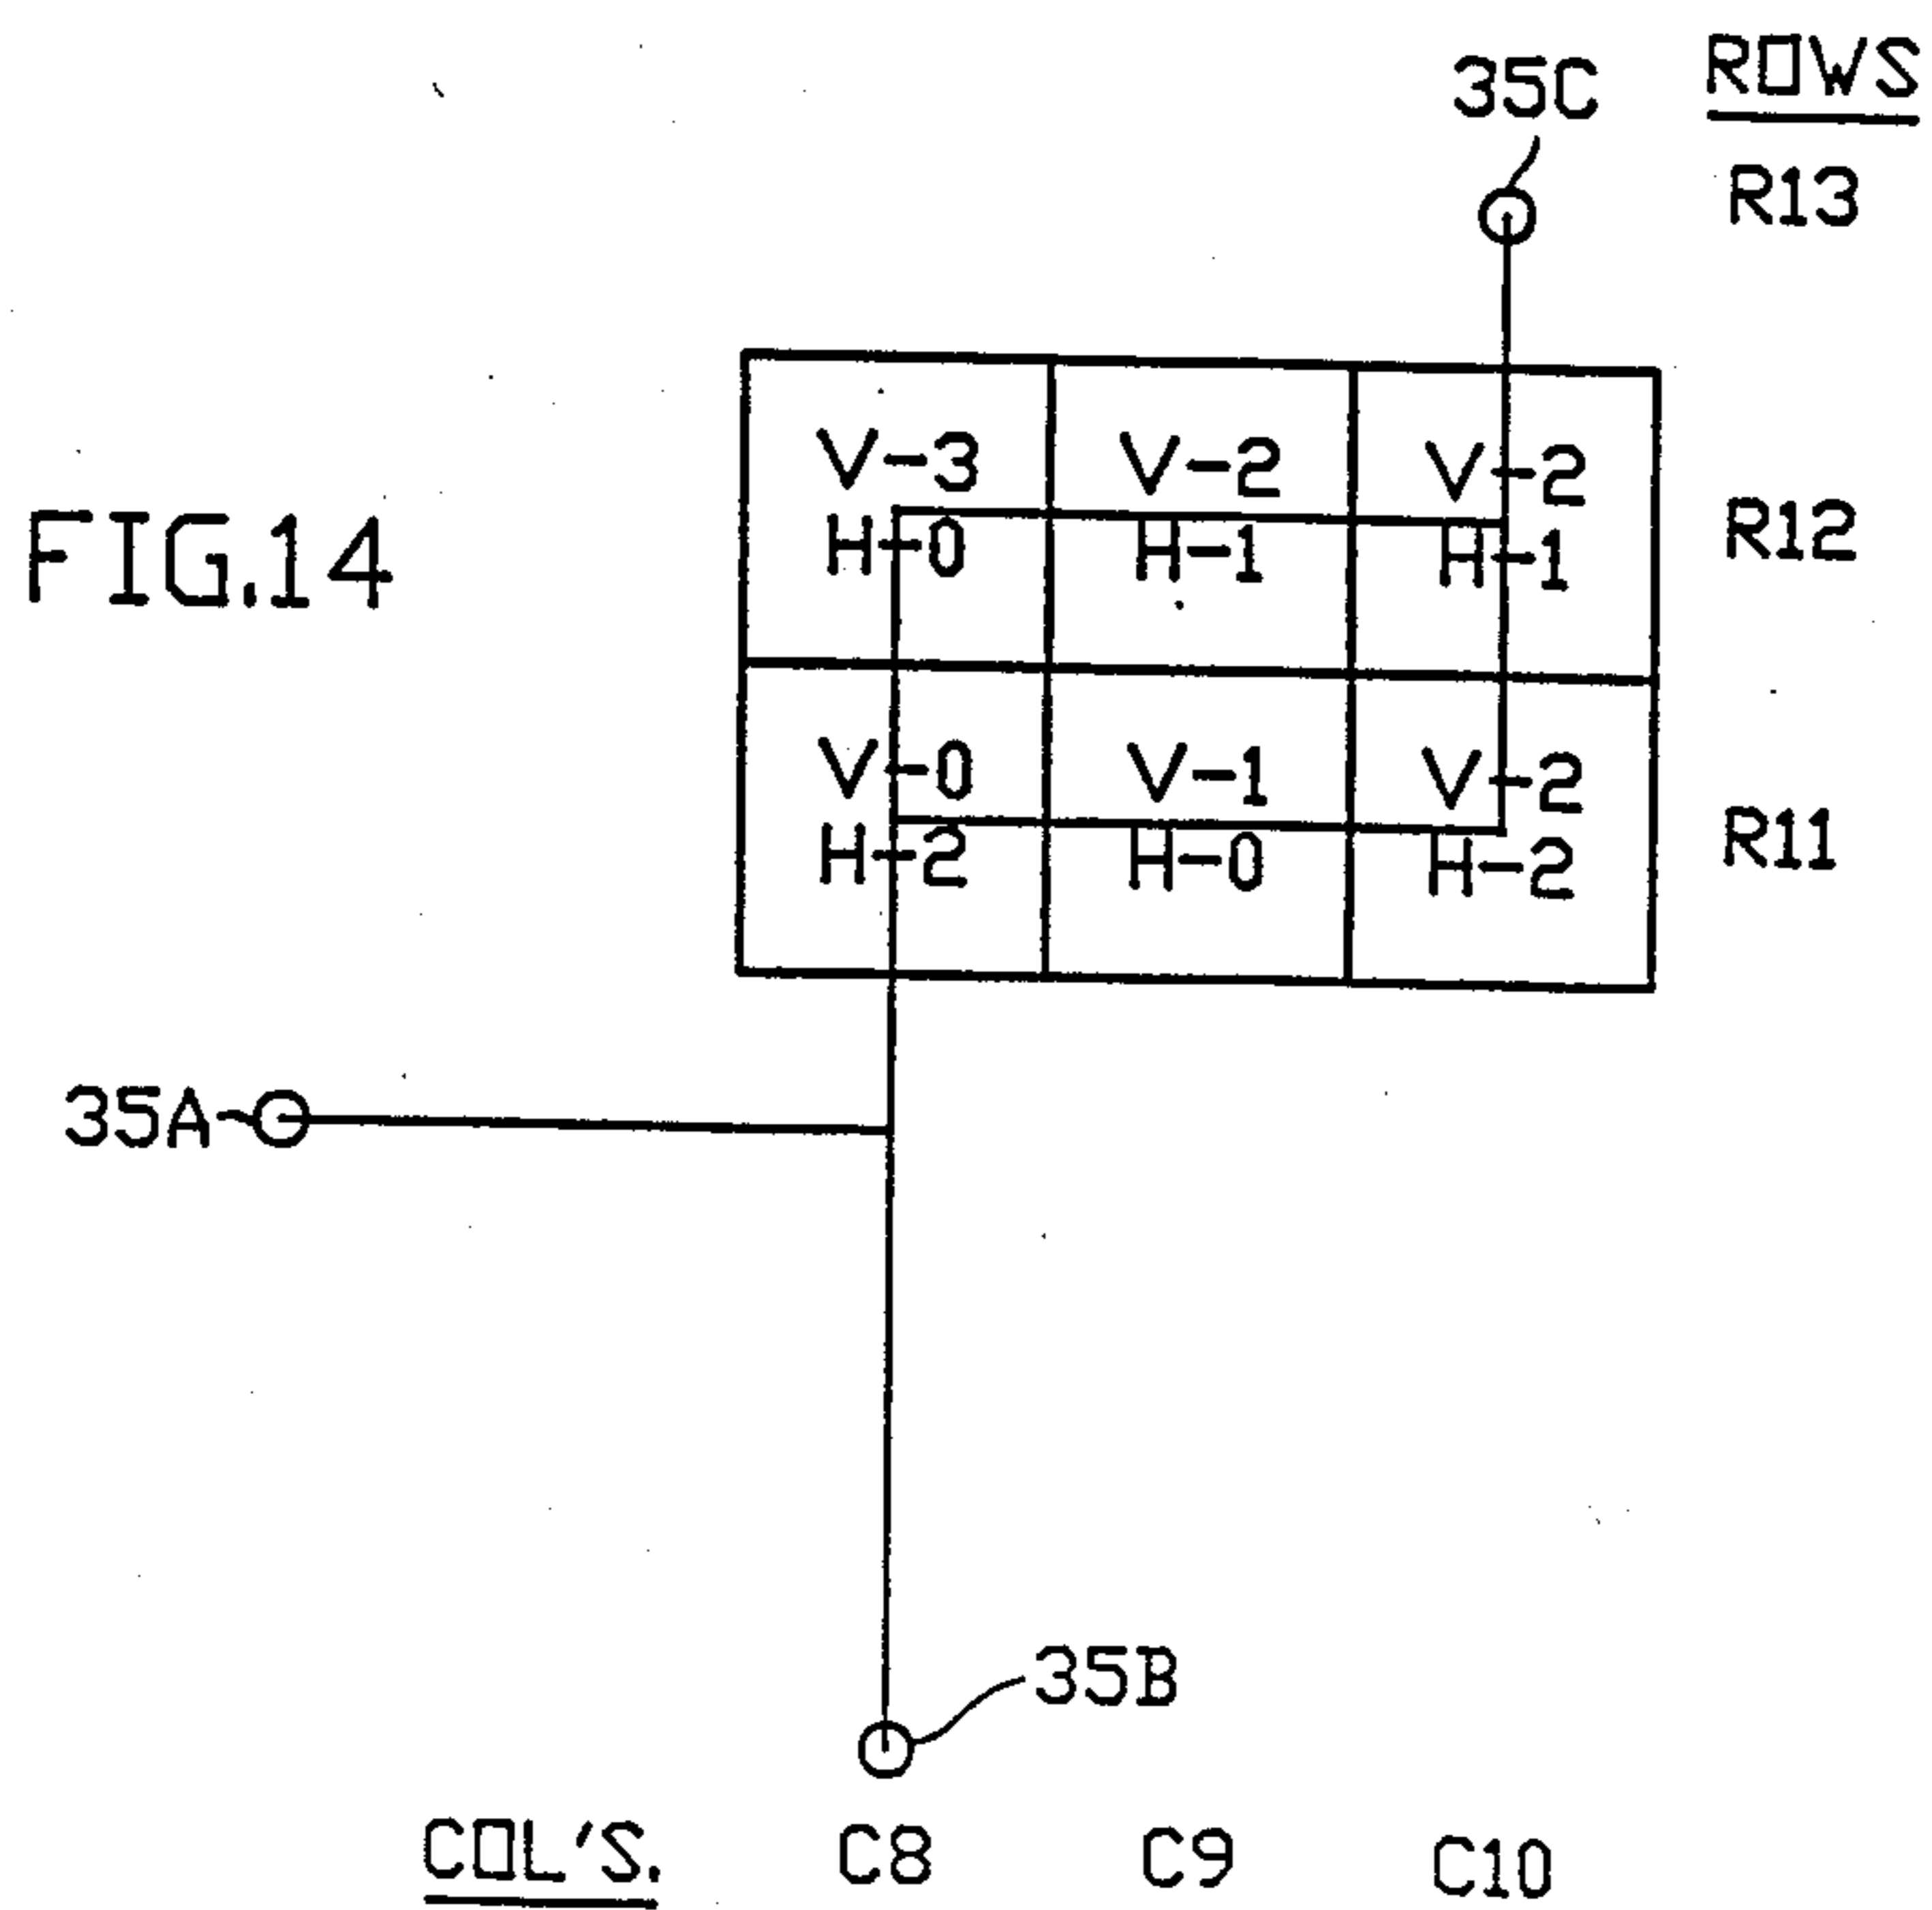 35C ROWS
R13
V-3 V-2 V-2
FIG.14 H-0 H-1 H-1 R12
V-0 V-1 V-2
H-2 H-0 H-2 R11
35A
35B
COL'S. C8 C9 C10